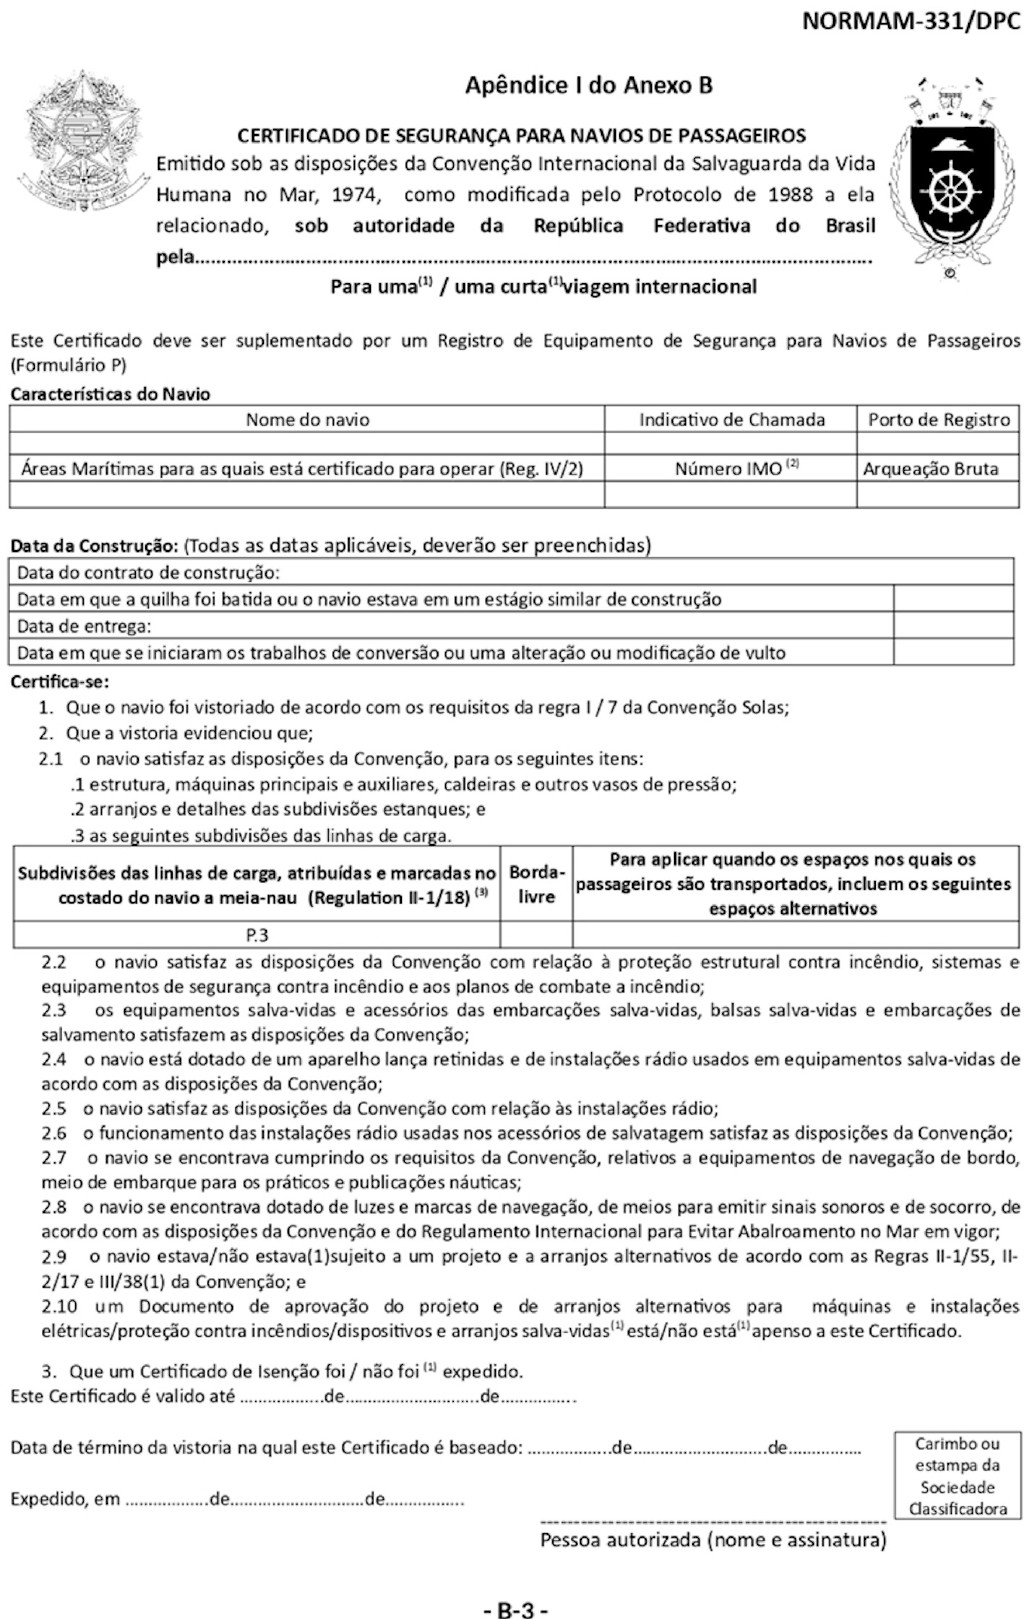 NORMAM-331/DPC
Apêndice I do Anexo B
CERTIFICADO DE SEGURANÇA PARA NAVIOS DE PASSAGEIROS
Emitido sob as disposições da Convenção Internacional da Salvaguarda da Vida
Humana no Mar, 1974, como modificada pelo Protocolo de 1988 a ela
relacionado, sob autoridade da República Federativa do Brasil
pela................................................................................................................................
Para uma(1) / uma curta(1)viagem internacional
Este Certificado deve ser suplementado por um Registro de Equipamento de Segurança para Navios de Passageiros
(Formulário P)
Características do Navio
Nome do navio Indicativo de Chamada Porto de Registro
Áreas Marítimas para as quais está certificado para operar (Reg. IV/2) Número IMO (2) Arqueação Bruta
Data da Construção: (Todas as datas aplicáveis, deverão ser preenchidas)
Data do contrato de construção:
Data em que a quilha foi batida ou o navio estava em um estágio similar de construção
Data de entrega:
Data em que se iniciaram os trabalhos de conversão ou uma alteração ou modificação de vulto
Certifica-se:
1. Que o navio foi vistoriado de acordo com os requisitos da regra I / 7 da Convenção Solas;
2. Que a vistoria evidenciou que;
2.1 o navio satisfaz as disposições da Convenção, para os seguintes itens:
.1 estrutura, máquinas principais e auxiliares, caldeiras e outros vasos de pressão;
.2 arranjos e detalhes das subdivisões estanques; e
.3 as seguintes subdivisões das linhas de carga.
Subdivisões das linhas de carga, atribuídas e marcadas no
costado do navio a meia-nau (Regulation II-1/18) (3)
Borda-
livre
Para aplicar quando os espaços nos quais os
passageiros são transportados, incluem os seguintes
espaços alternativos
P.3
2.2 o navio satisfaz as disposições da Convenção com relação à proteção estrutural contra incêndio, sistemas e
equipamentos de segurança contra incêndio e aos planos de combate a incêndio;
2.3 os equipamentos salva-vidas e acessórios das embarcações salva-vidas, balsas salva-vidas e embarcações de
salvamento satisfazem as disposições da Convenção;
2.4 o navio está dotado de um aparelho lança retinidas e de instalações rádio usados em equipamentos salva-vidas de
acordo com as disposições da Convenção;
2.5 o navio satisfaz as disposições da Convenção com relação às instalações rádio;
2.6 o funcionamento das instalações rádio usadas nos acessórios de salvatagem satisfaz as disposições da Convenção;
2.7 o navio se encontrava cumprindo os requisitos da Convenção, relativos a equipamentos de navegação de bordo,
meio de embarque para os práticos e publicações náuticas;
2.8 o navio se encontrava dotado de luzes e marcas de navegação, de meios para emitir sinais sonoros e de socorro, de
acordo com as disposições da Convenção e do Regulamento Internacional para Evitar Abalroamento no Mar em vigor;
2.9 o navio estava/não estava(1)sujeito a um projeto e a arranjos alternativos de acordo com as Regras II-1/55, II-
2/17 e III/38(1) da Convenção; e
2.10 um Documento de aprovação do projeto e de arranjos alternativos para máquinas e instalações
elétricas/proteção contra incêndios/dispositivos e arranjos salva-vidas(1) está/não está(1) apenso a este Certificado.
3. Que um Certificado de Isenção foi / não foi (1) expedido.
Este Certificado é valido até ..................de.............................de................
Data de término da vistoria na qual este Certificado é baseado: ..................de.............................de................
Carimbo ou
estampa da
Sociedade
Classificadora
Expedido, em ..................de.............................de.................
Pessoa autorizada (nome e assinatura)
- B-3 -